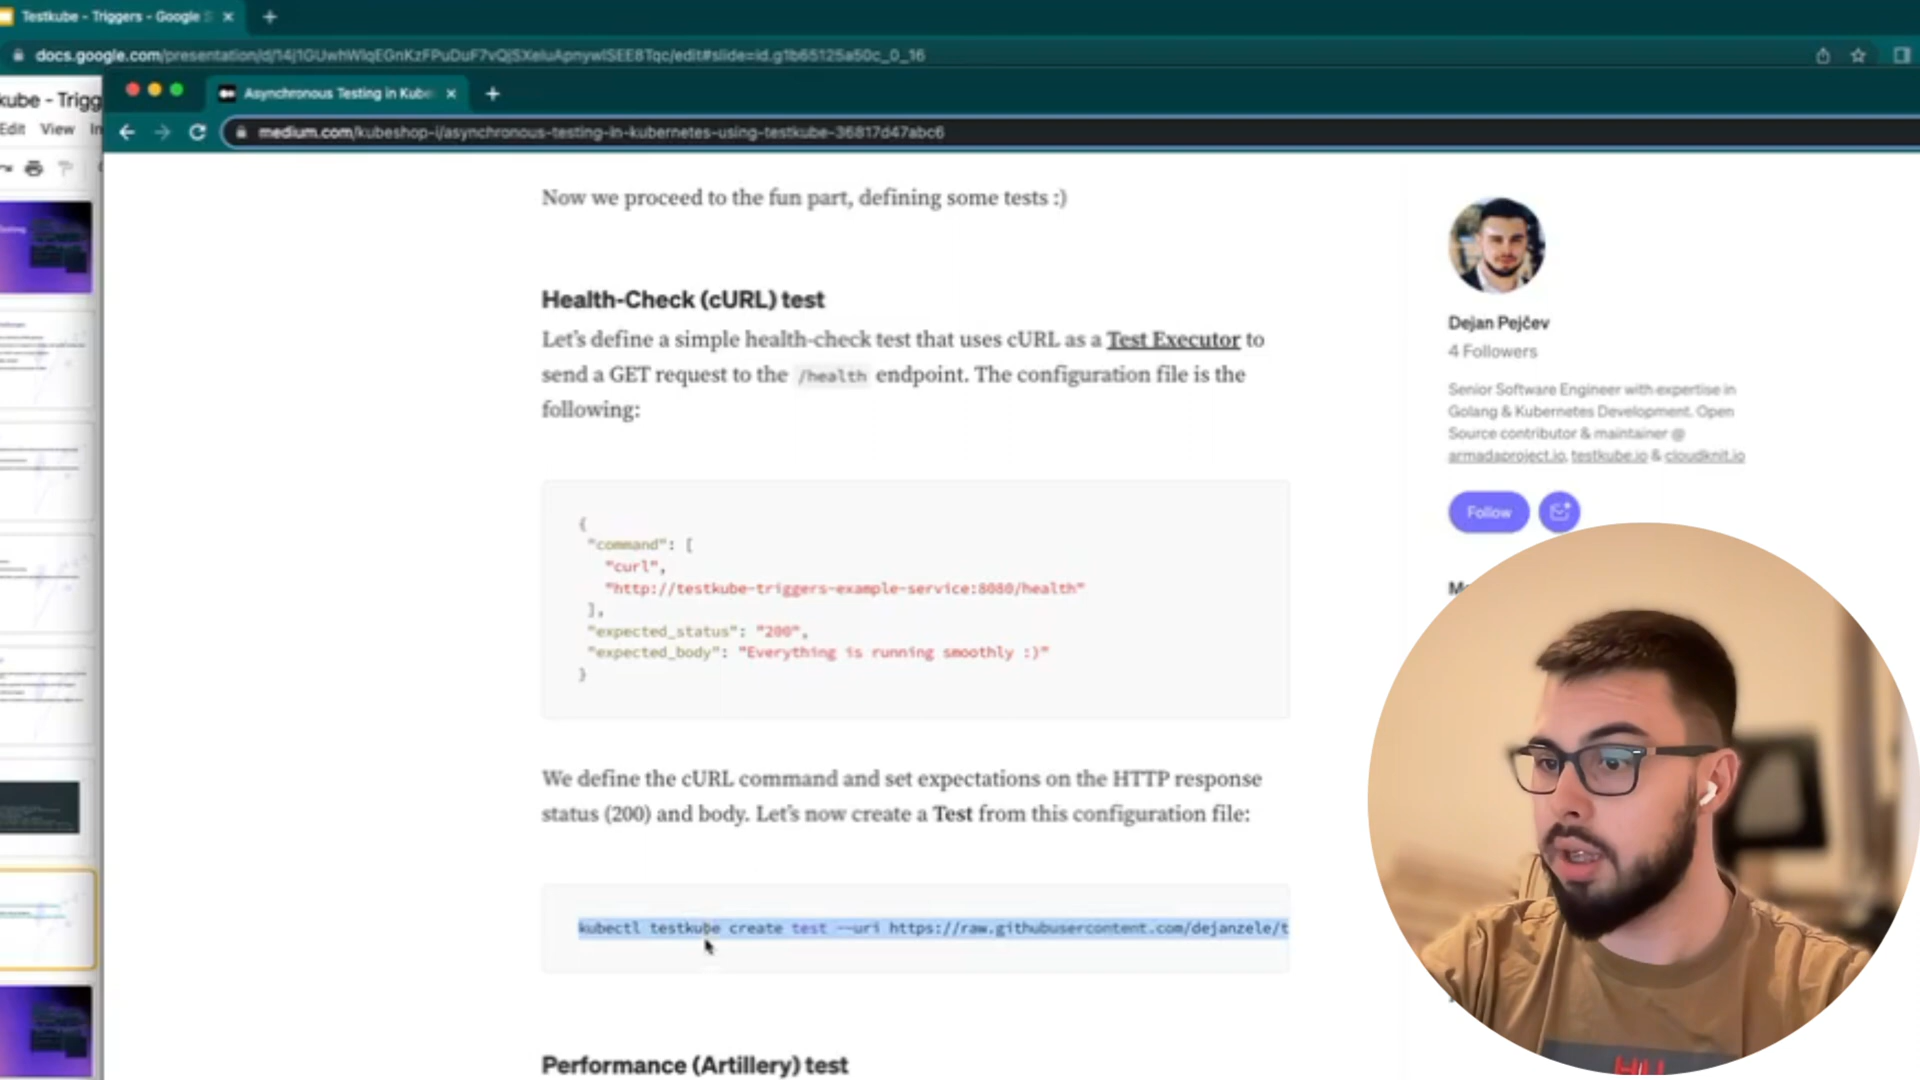 Testkube - Triggers - Google S
docs.google.com/presentation/d/14j1GUwhWlqEGnKzFPuDuF7vQjSXeluApnywlSEE8Tqc/edit#slide=id.g1b65125a50c_0_16
kube - Trigg
Edit View In
Asynchronous Testing in Kube
medium.com/kubeshop-i/asynchronous-testing-in-kubernetes-using-testkube-36817d47abc6
Now we proceed to the fun part, defining some tests :)
Health-Check (cURL) test
Let's define a simple health-check test that uses cURL as a Test Executor to
send a GET request to the /health endpoint. The configuration file is the
following:
{
"command": [
"curl",
"http://testkube-triggers-example-service:8080/health"
],
"expected_status": "200",
"expected_body": "Everything is running smoothly :)"
}
We define the cURL command and set expectations on the HTTP response
status (200) and body. Let's now create a Test from this configuration file:
kubectl testkube create test --uri https://raw.githubusercontent.com/dejanzele/t
Performance (Artillery) test
Dejan Pejčev
4 Followers
Senior Software Engineer with expertise in
Golang & Kubernetes Development. Open
Source contributor & maintainer @
armadaproject.io, testkube.io & cloudknit.io
Follow